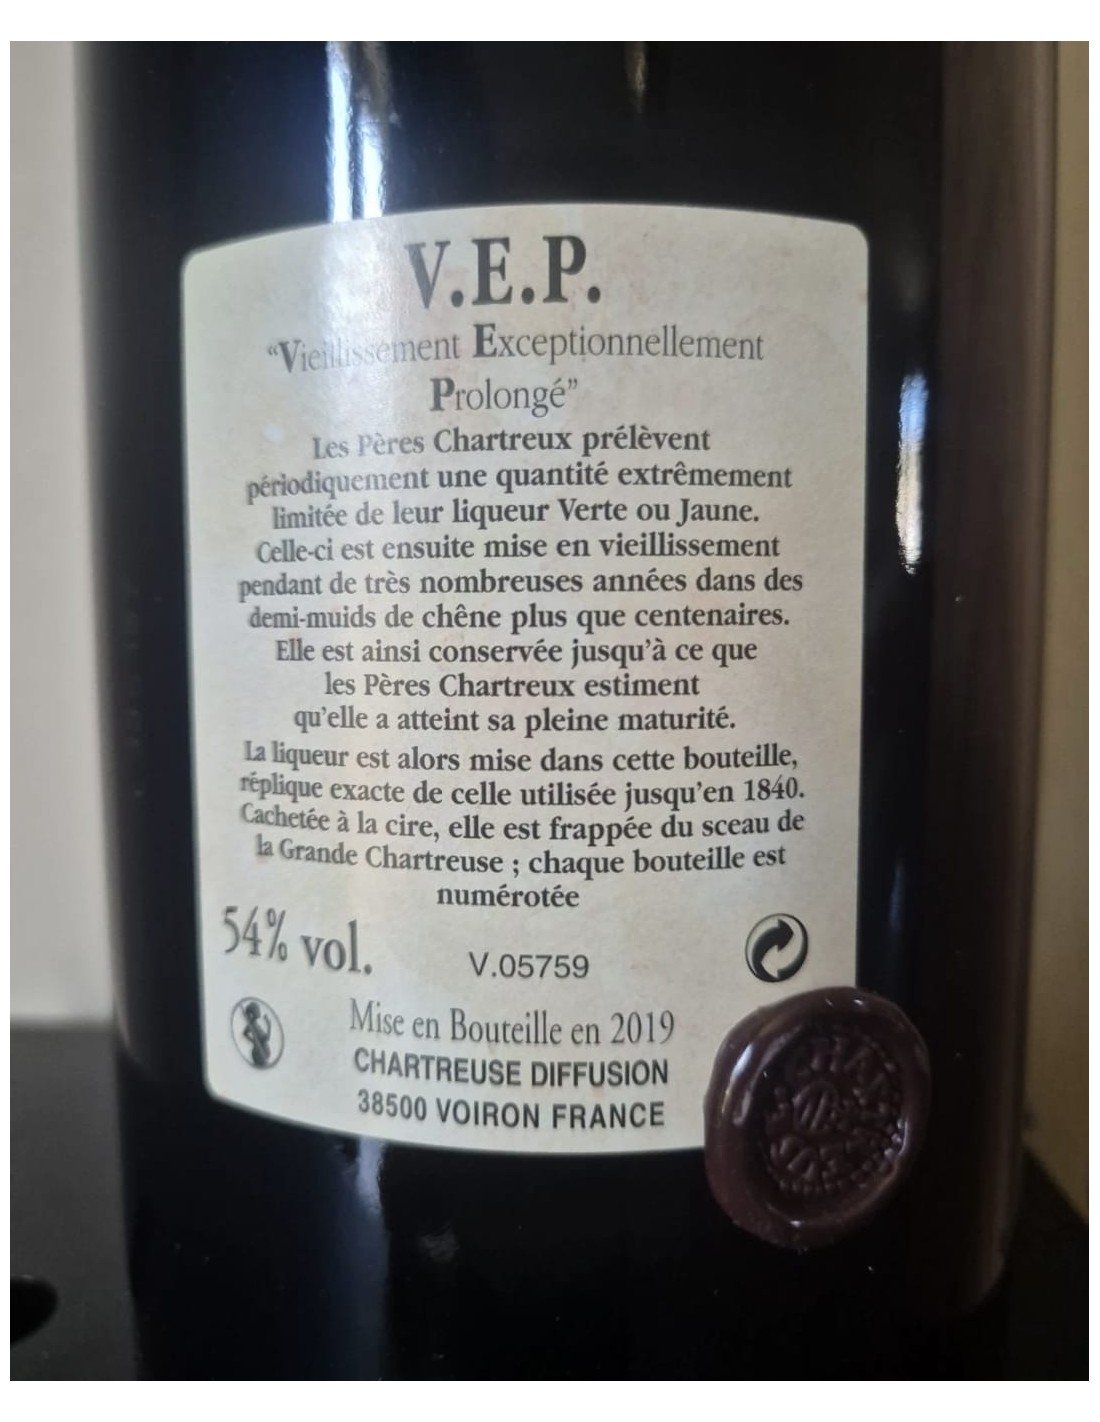 V.E.P.
“Vieillissement Exceptionnellement
Prolongé”
Les Pères Chartreux prélèvent
périodiquement une quantité extrêmement
limitée de leur liqueur Verte ou Jaune.
Celle-ci est ensuite mise en vieillissement
pendant de très nombreuses années dans des
demi-muids de chêne plus que centenaires.
Elle est ainsi conservée jusqu’à ce que
les Pères Chartreux estiment
qu’elle a atteint sa pleine maturité.
La liqueur est alors mise dans cette bouteille,
réplique exacte de celle utilisée jusqu’en 1840.
Cachetée à la cire, elle est frappée du sceau de
la Grande Chartreuse ; chaque bouteille est
numérotée
54% vol.
V.05759
Mise en Bouteille en 2019
CHARTREUSE DIFFUSION
38500 VOIRON FRANCE